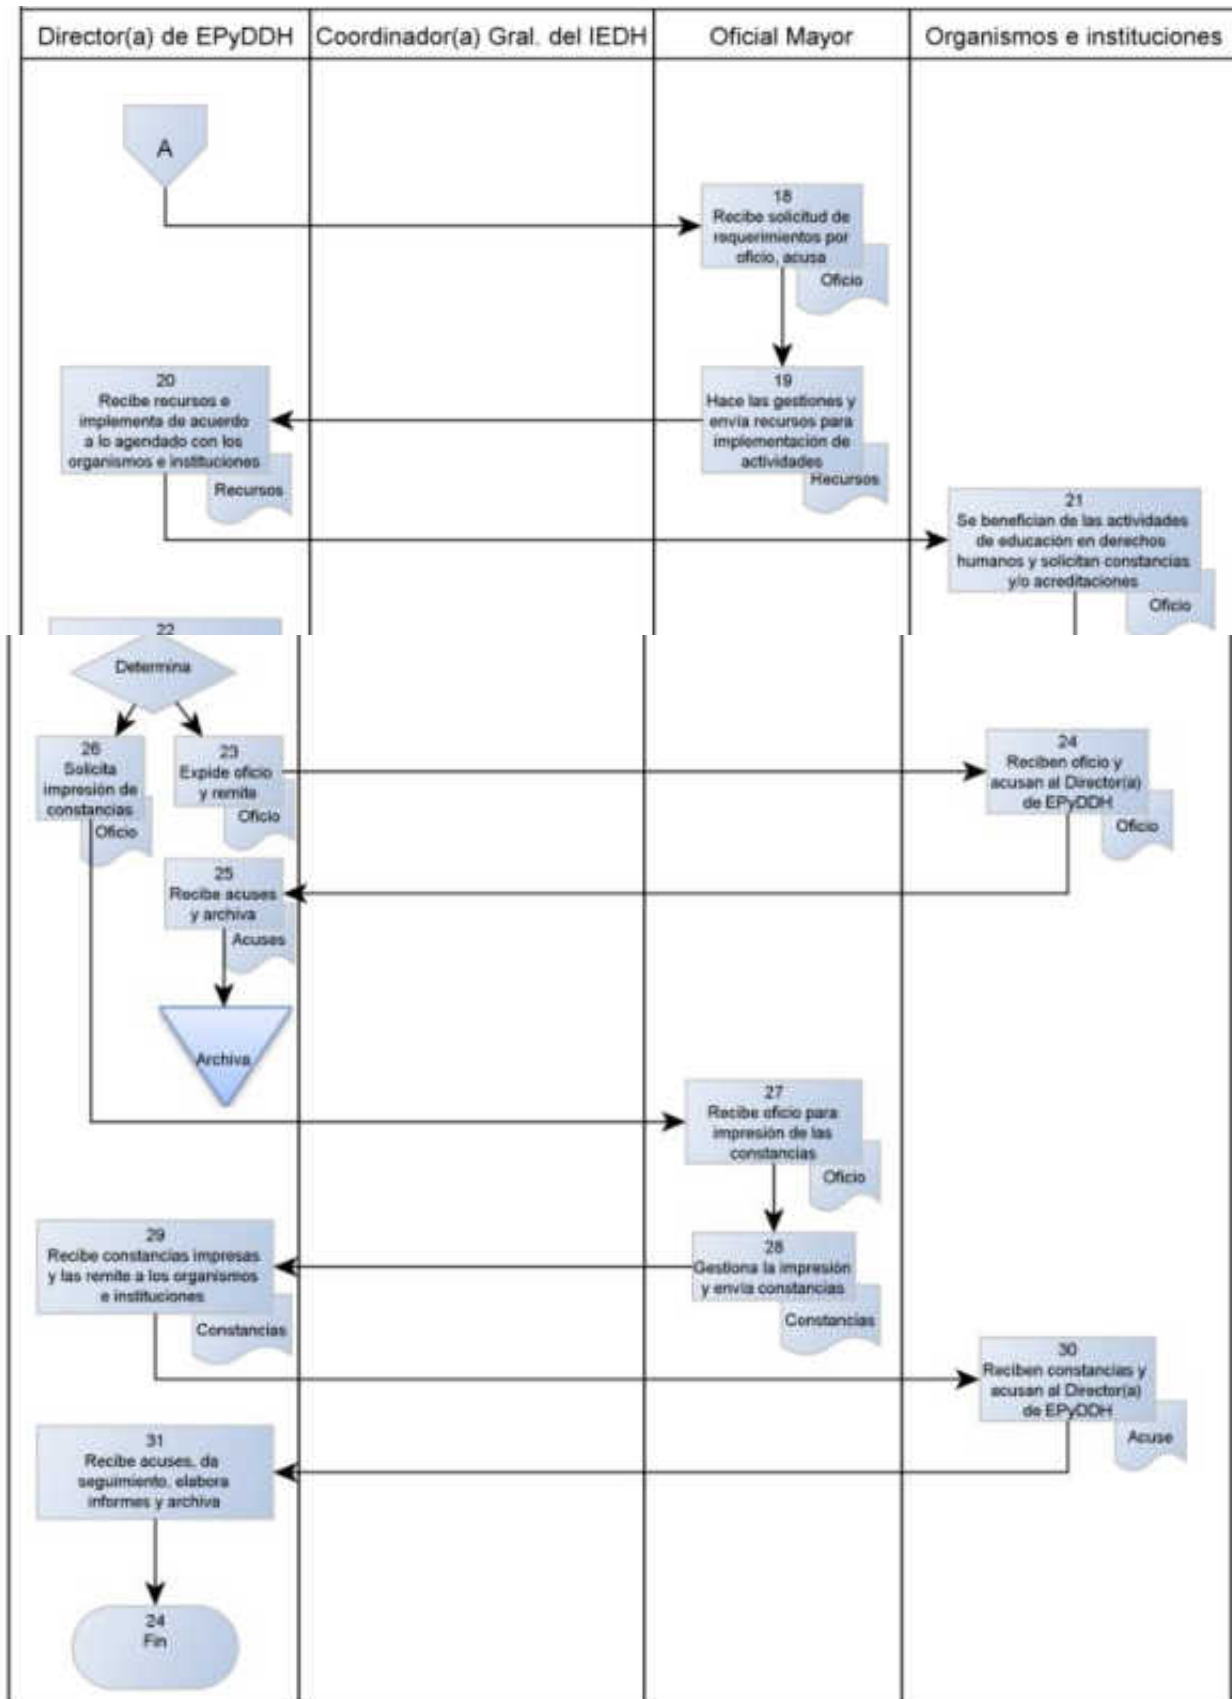 Director(a) de EPyDDH
Coordinador(a) Gral. del IEDH
Oficial Mayor
Organismos e instituciones
A
18
Recibe solicitud de
requerimientos por
oficio, acusa
Oficio
20
Recibe recursos e
implementa de acuerdo
a lo agendado con los
organismos e instituciones
Recursos
19
Hace las gestiones y
envía recursos para
implementación de
actividades
Recursos
21
Se benefician de las actividades
de educación en derechos
humanos y solicitan constancias
y/o acreditaciones
Oficio
22
Determina
26
Solicita
impresión de
constancias
Oficio
23
Expide oficio
y remite
Oficio
24
Reciben oficio y
acusan al Director(a)
de EPyDDH
Oficio
25
Recibe acuses
y archiva
Acuses
Archiva
27
Recibe oficio para
impresión de las
constancias
Oficio
29
Recibe constancias impresas
y las remite a los organismos
e instituciones
Constancias
28
Gestiona la impresión
y envía constancias
Constancias
30
Reciben constancias y
acusan al Director(a)
de EPyDDH
Acuse
31
Recibe acuses, da
seguimiento, elabora
informes y archiva
24
Fin